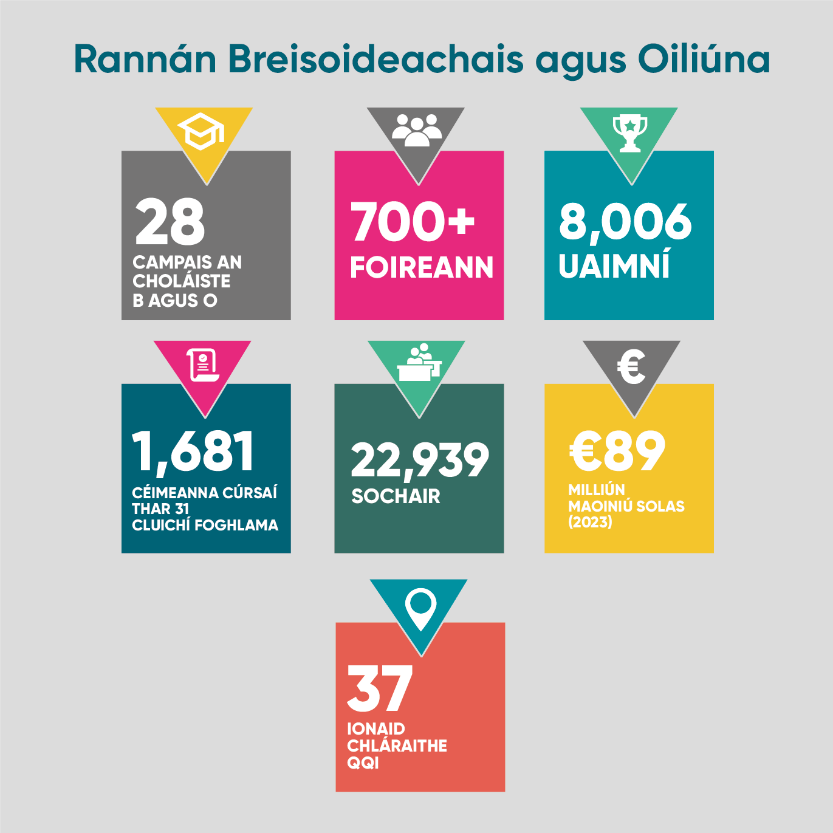 Rannán Breisoideachais agus Oiliúna
28
CAMPAIS AN
CHOLÁISTE
B AGUS O
700+
FOIREANN
8,006
UAIMNÍ
1,681
CÉIMEANNA CÚRSAÍ
THAR 31
CLUICHÍ FOGHLAMA
22,939
SOCHAIR
€
€89
MILLIÚN
MAOINIÚ SOLAS
(2023)
37
IONAID
CHLÁRAITHE
QQI